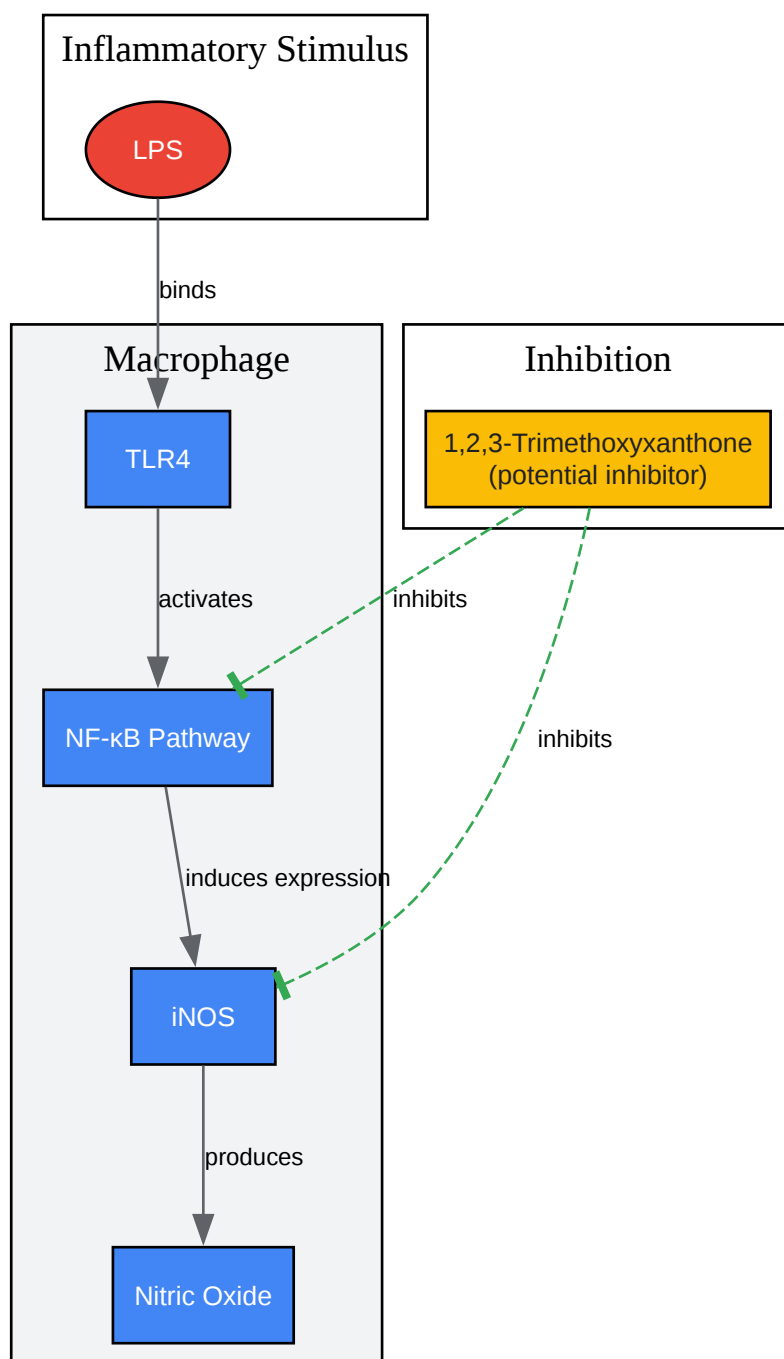 Inflammatory Stimulus
LPS
binds
Macrophage
Inhibition
TLR4
1,2,3-Trimethoxyxanthone
(potential inhibitor)
activates
inhibits
NF-κB Pathway
inhibits
induces expression
iNOS
produces
Nitric Oxide